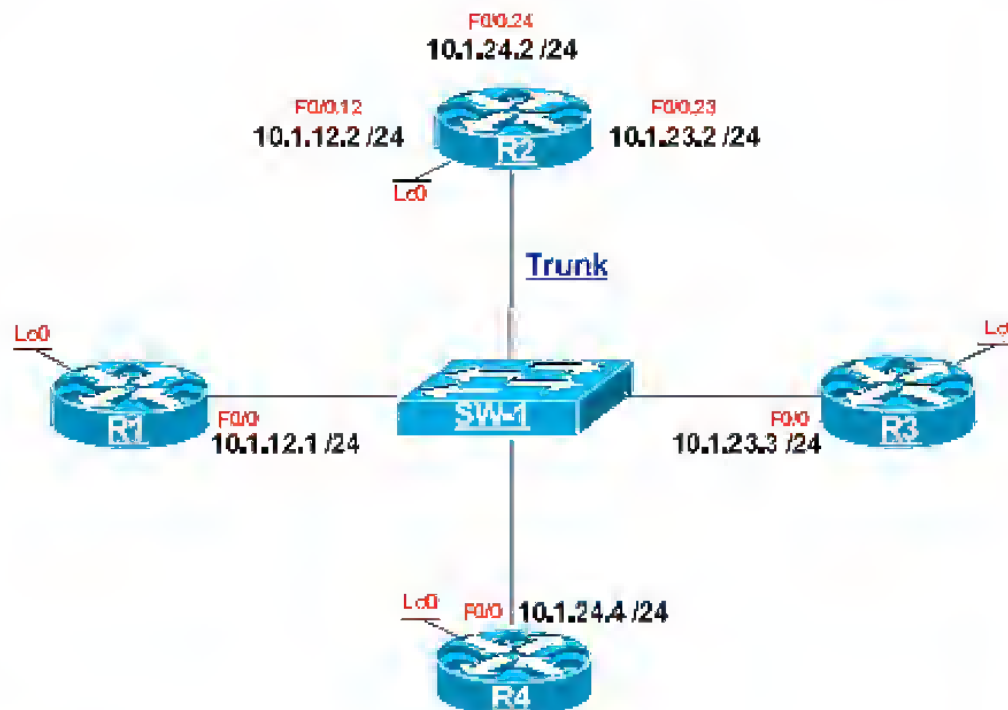 F0/0.24
10.1.24.2 /24
F0/0.12
10.1.12.2 /24
F0/0.23
10.1.23.2 /24
R2
Lo0
Trunk
Lo0
Lo0
R1
F0/0
10.1.12.1 /24
SW-1
F0/0
10.1.23.3 /24
R3
Lo0
F0/0
10.1.24.4 /24
R4